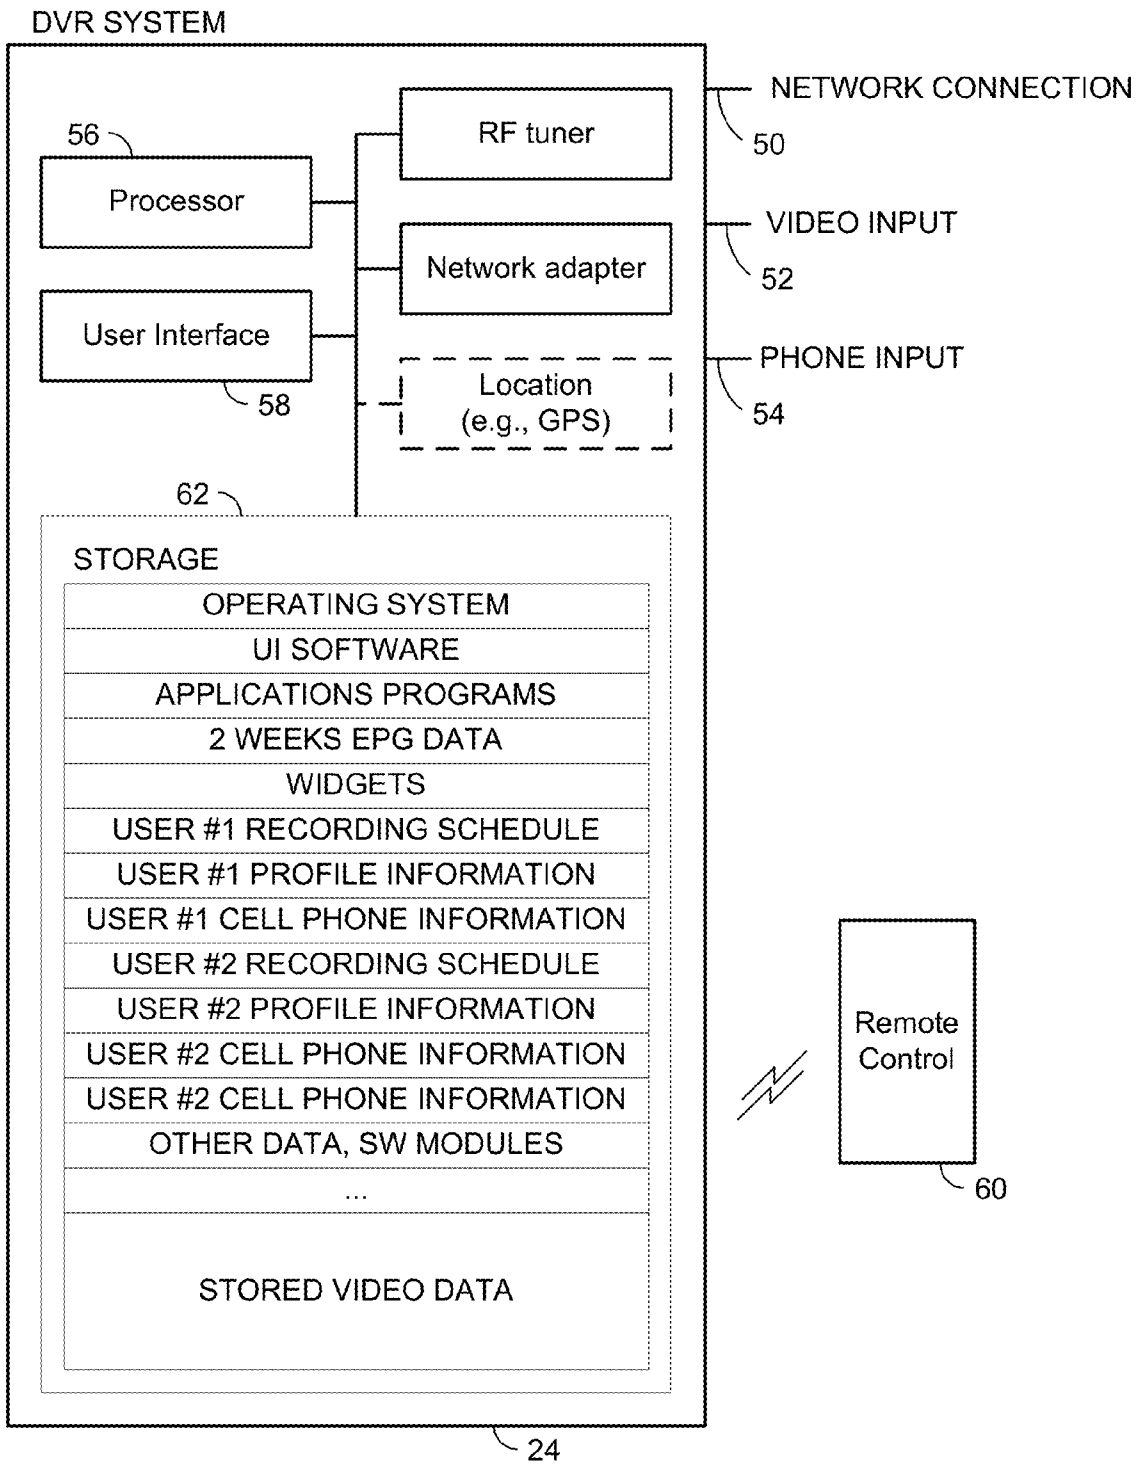 DVR SYSTEM
NETWORK CONNECTION
50
56
RF tuner
Processor
VIDEO INPUT
52
Network adapter
User Interface
58
PHONE INPUT
54
Location
(e.g., GPS)
62
STORAGE
OPERATING SYSTEM
UI SOFTWARE
APPLICATIONS PROGRAMS
2 WEEKS EPG DATA
WIDGETS
USER #1 RECORDING SCHEDULE
USER #1 PROFILE INFORMATION
USER #1 CELL PHONE INFORMATION
USER #2 RECORDING SCHEDULE
USER #2 PROFILE INFORMATION
USER #2 CELL PHONE INFORMATION
USER #2 CELL PHONE INFORMATION
OTHER DATA, SW MODULES
...
STORED VIDEO DATA
Remote
Control
60
24